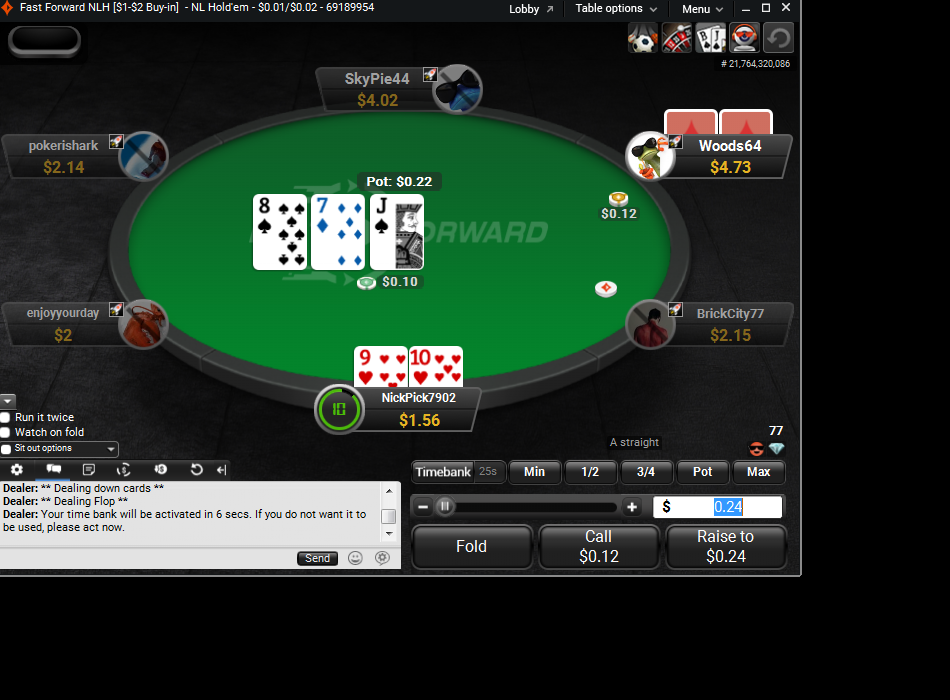 Fast Forward NLH [$1-$2 Buy-in] - NL Hold'em - $0.01/$0.02 - 69189954
Lobby
Table options
Menu
# 21,764,320,086
SkyPie44
$4.02
pokerishark
$2.14
Woods64
$4.73
Pot: $0.22
8
7
J
ORWARD
$0.12
$0.10
enjoyyourday
$2
BrickCity77
$2.15
9
10
NickPick7902
$1.56
10
Run it twice
Watch on fold
Sit out options
77
A straight
Timebank 25s
Min
1/2
3/4
Pot
Max
Dealer: ** Dealing down cards **
Dealer: ** Dealing Flop **
Dealer: Your time bank will be activated in 6 secs. If you do not want it to
be used, please act now.
$ 0.24
Send
Fold
Call
$0.12
Raise to
$0.24